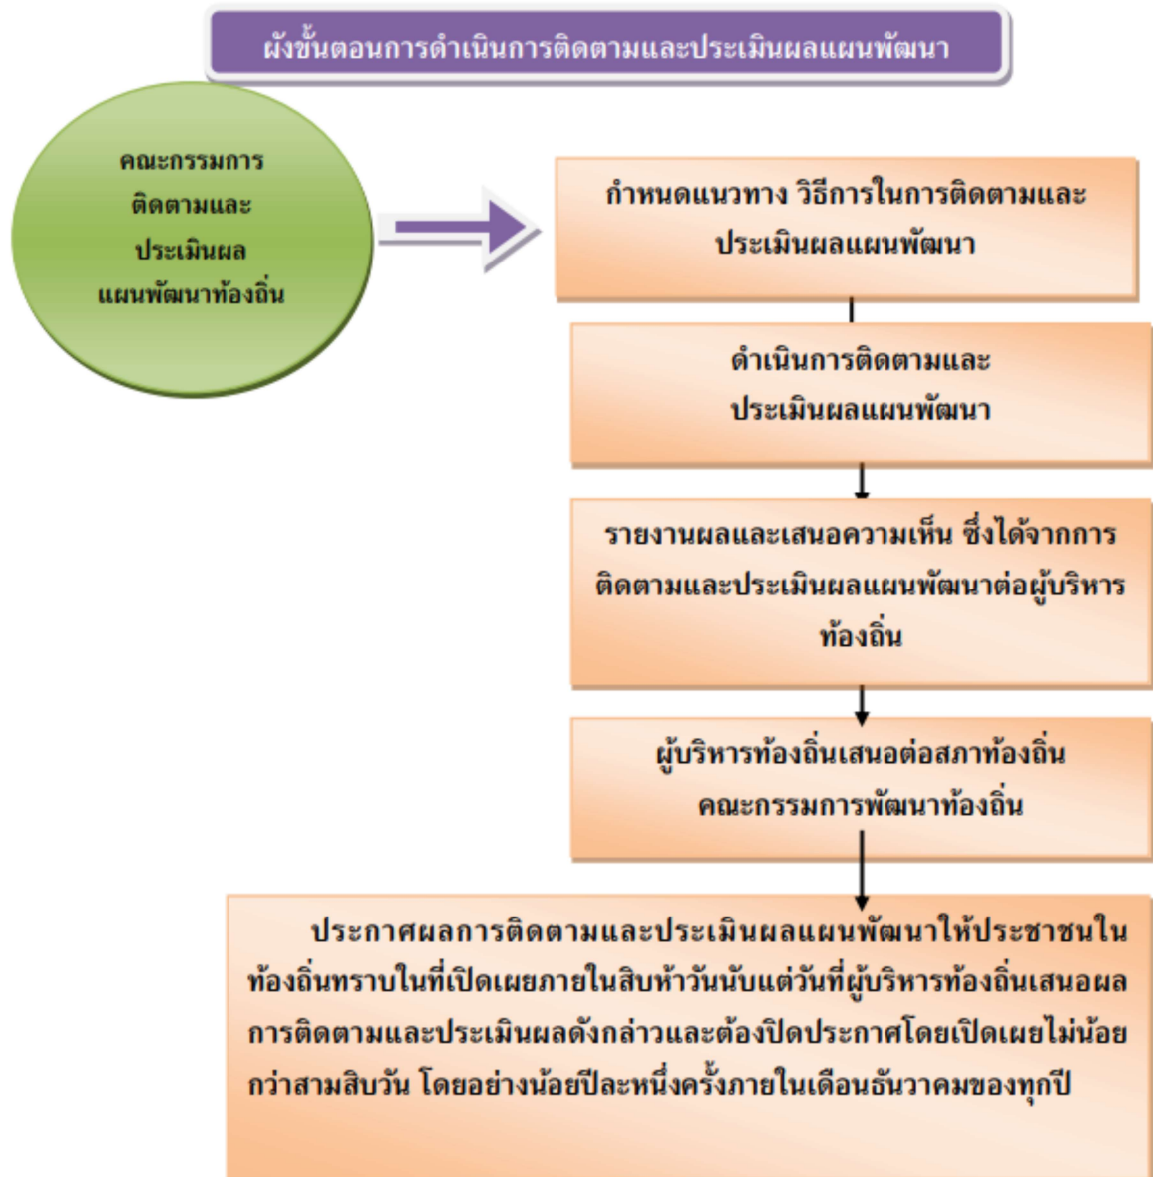 ผังขั้นตอนการดำเนินการติดตามและประเมินผลแผนพัฒนา
คณะกรรมการ
ติดตามและ
ประเมินผล
แผนพัฒนาท้องถิ่น
กำหนดแนวทาง วิธีการในการติดตามและ
ประเมินผลแผนพัฒนา
ดำเนินการติดตามและ
ประเมินผลแผนพัฒนา
รายงานผลและเสนอความเห็น ซึ่งได้จากการ
ติดตามและประเมินผลแผนพัฒนาต่อผู้บริหาร
ท้องถิ่น
ผู้บริหารท้องถิ่นเสนอต่อสภาท้องถิ่น
คณะกรรมการพัฒนาท้องถิ่น
ประกาศผลการติดตามและประเมินผลแผนพัฒนาให้ประชาชนใน
ท้องถิ่นทราบในที่เปิดเผยภายในสิบห้าวันนับแต่วันที่ผู้บริหารท้องถิ่นเสนอผล
การติดตามและประเมินผลดังกล่าวและต้องปิดประกาศโดยเปิดเผยไม่น้อย
กว่าสามสิบวัน โดยอย่างน้อยปีละหนึ่งครั้งภายในเดือนธันวาคมของทุกปี